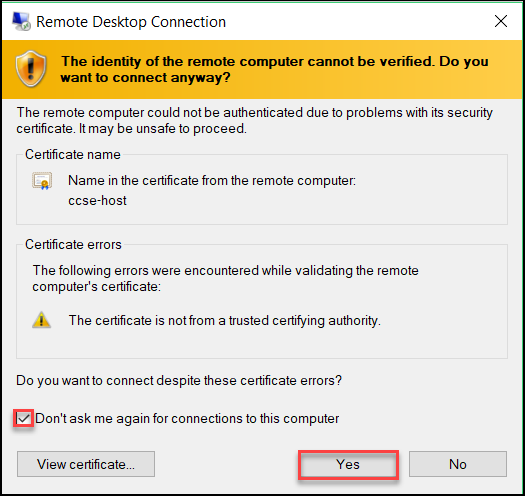 Remote Desktop Connection
The identity of the remote computer cannot be verified. Do you
want to connect anyway?
The remote computer could not be authenticated due to problems with its security
certificate. It may be unsafe to proceed.
Certificate name
Name in the certificate from the remote computer:
ccse-host
Certificate errors
The following errors were encountered while validating the remote
computer's certificate:
The certificate is not from a trusted certifying authority.
Do you want to connect despite these certificate errors?
Don't ask me again for connections to this computer
View certificate... Yes No